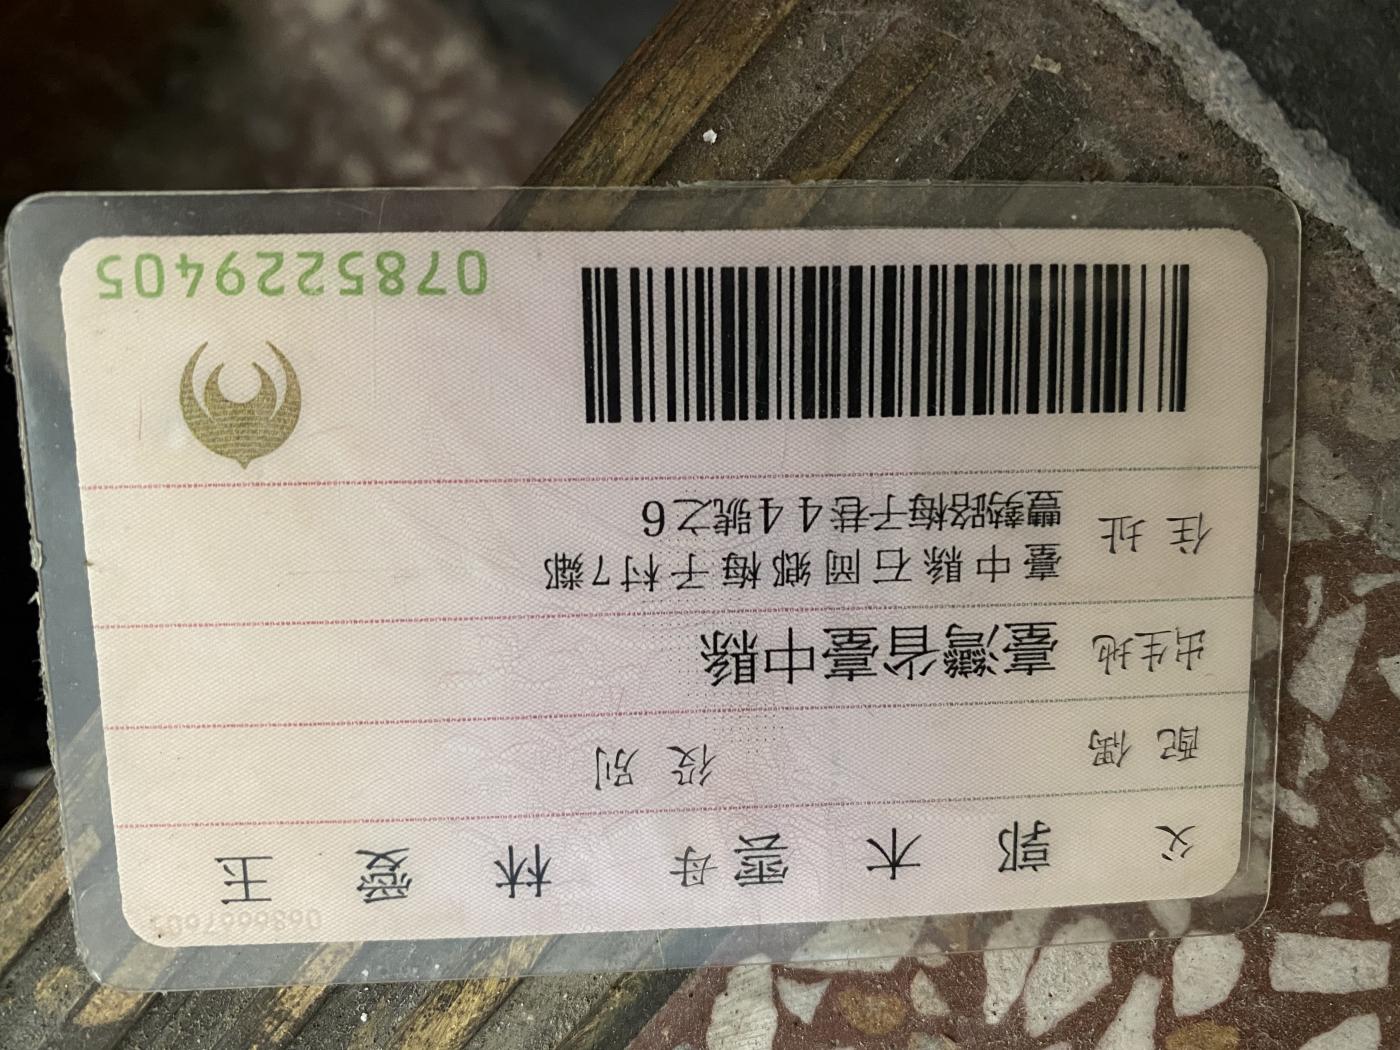 父 郭木雲 母 林燉玉
配偶 役別
出生地 臺灣省臺中縣
住址 臺中縣石岡鄉梅子村7鄰
豐勢路梅子巷44號之6
0785229405